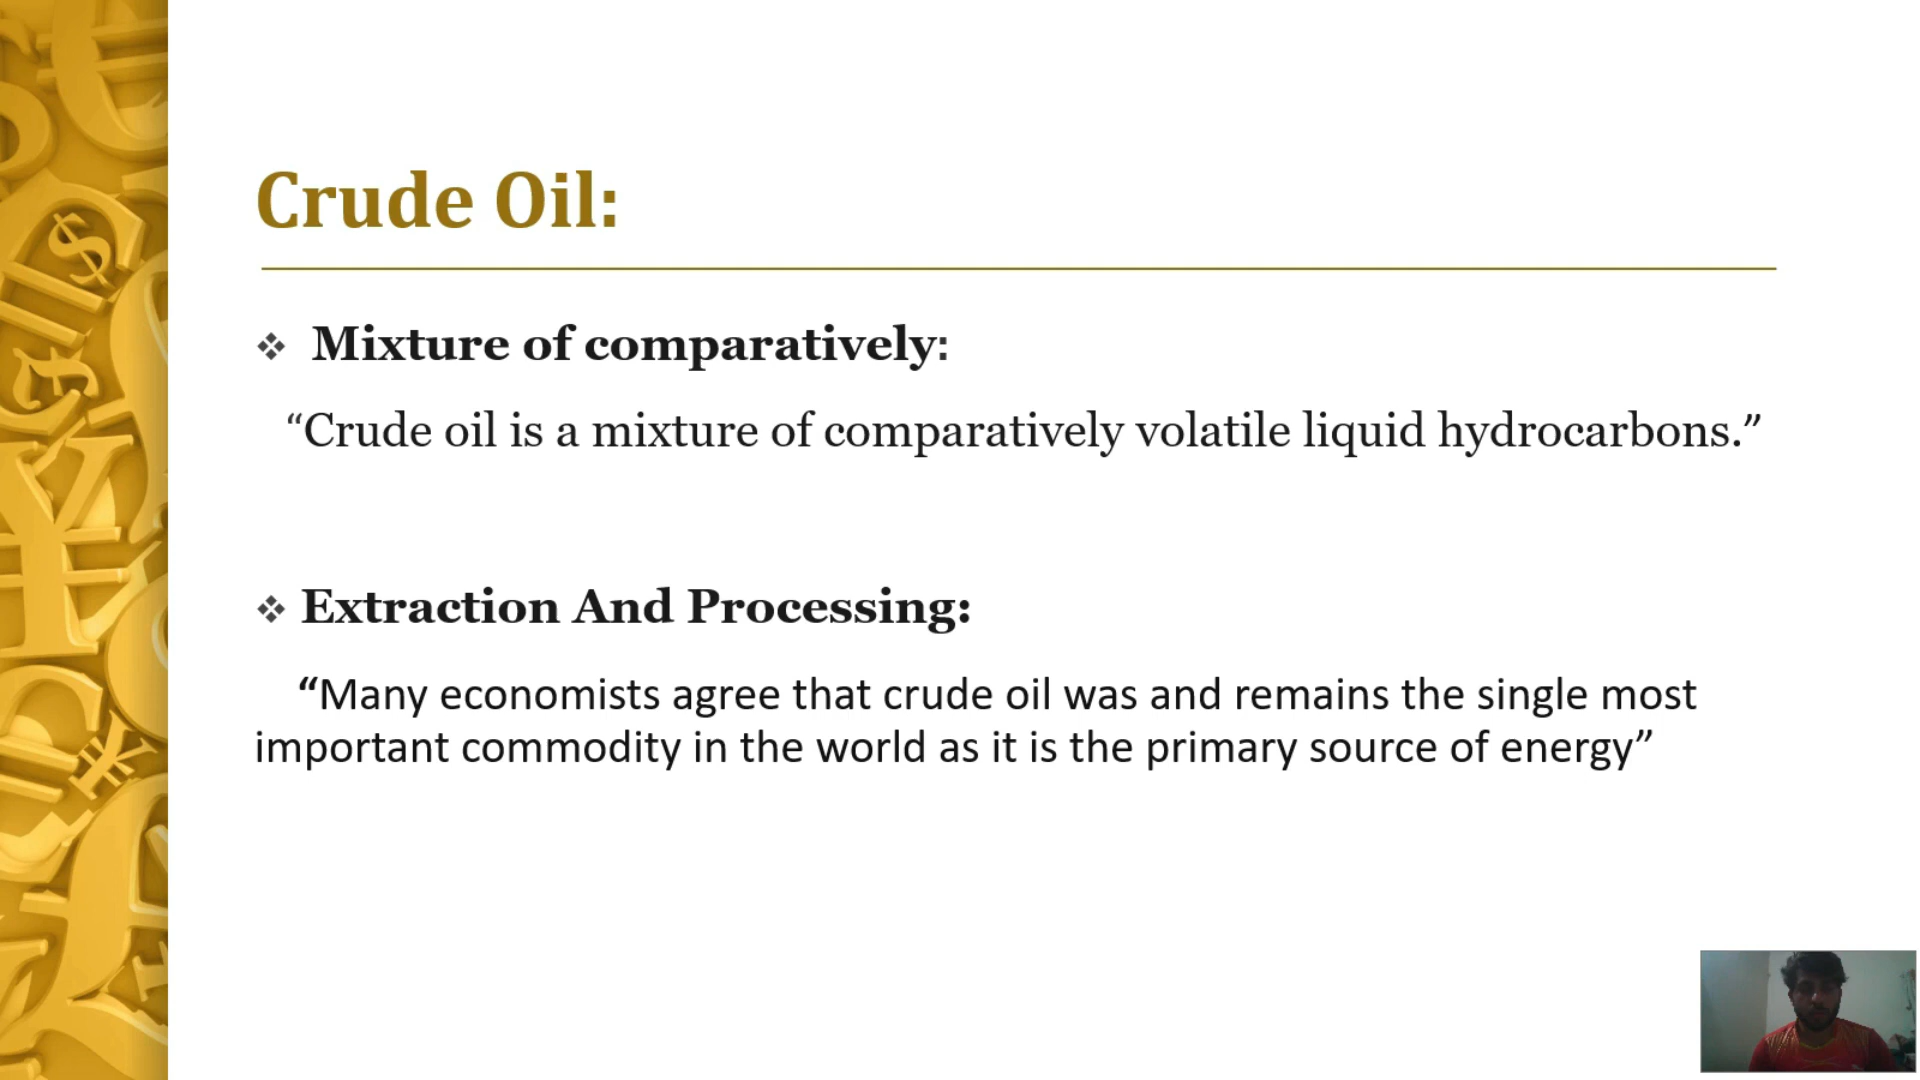 Crude Oil:
❖ Mixture of comparatively:
“Crude oil is a mixture of comparatively volatile liquid hydrocarbons.”
❖ Extraction And Processing:
“Many economists agree that crude oil was and remains the single most
important commodity in the world as it is the primary source of energy”